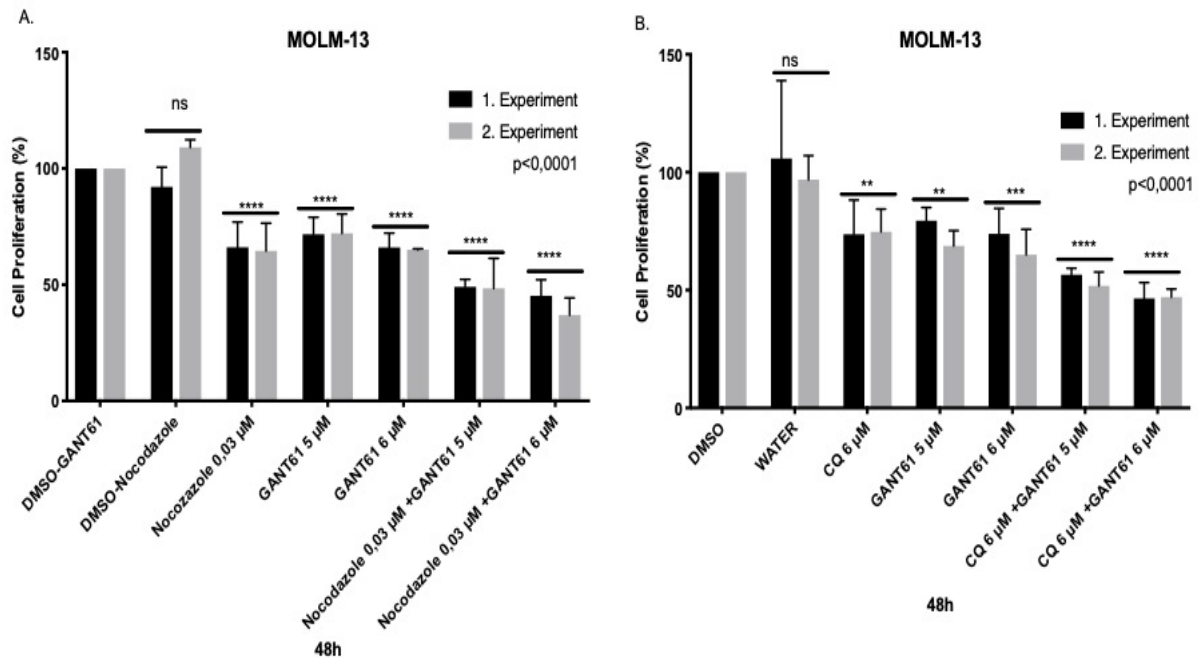 A.
MOLM-13
150
100
50
0
Cell Proliferation (%)
ns
1. Experiment
2. Experiment
p<0,0001
****
****
****
****
****
DMSO-GANT61
DMSO-Nocodazole
Nocozazole 0,03 µM
GANT61 5 µM
GANT61 6 µM
Nocodazole 0,03 µM +GANT61 5 µM
Nocodazole 0,03 µM +GANT61 6 µM
48h
B.
MOLM-13
150
100
50
0
Cell Proliferation (%)
ns
1. Experiment
2. Experiment
p<0,0001
**
**
***
****
****
DMSO
WATER
CQ 6 µM
GANT61 5 µM
GANT61 6 µM
CQ 6 µM +GANT61 5 µM
CQ 6 µM +GANT61 6 µM
48h